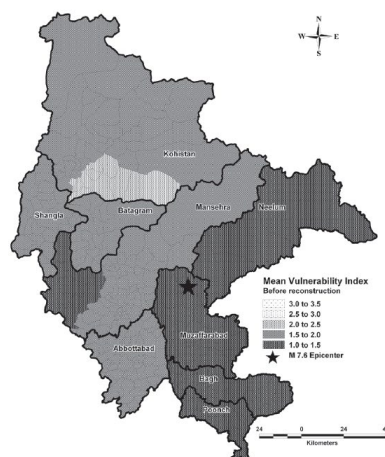 N
W E
S
Kohistan
Shangla
Batagram
Mansehra
Neelum
Mean Vulnerability Index
Before reconstruction
3.0 to 3.5
2.5 to 3.0
2.0 to 2.5
1.5 to 2.0
1.0 to 1.5
M 7.6 Epicenter
Muzaffarabad
Abbottabad
Bagh
Poonch
24 0 24
Kilometers